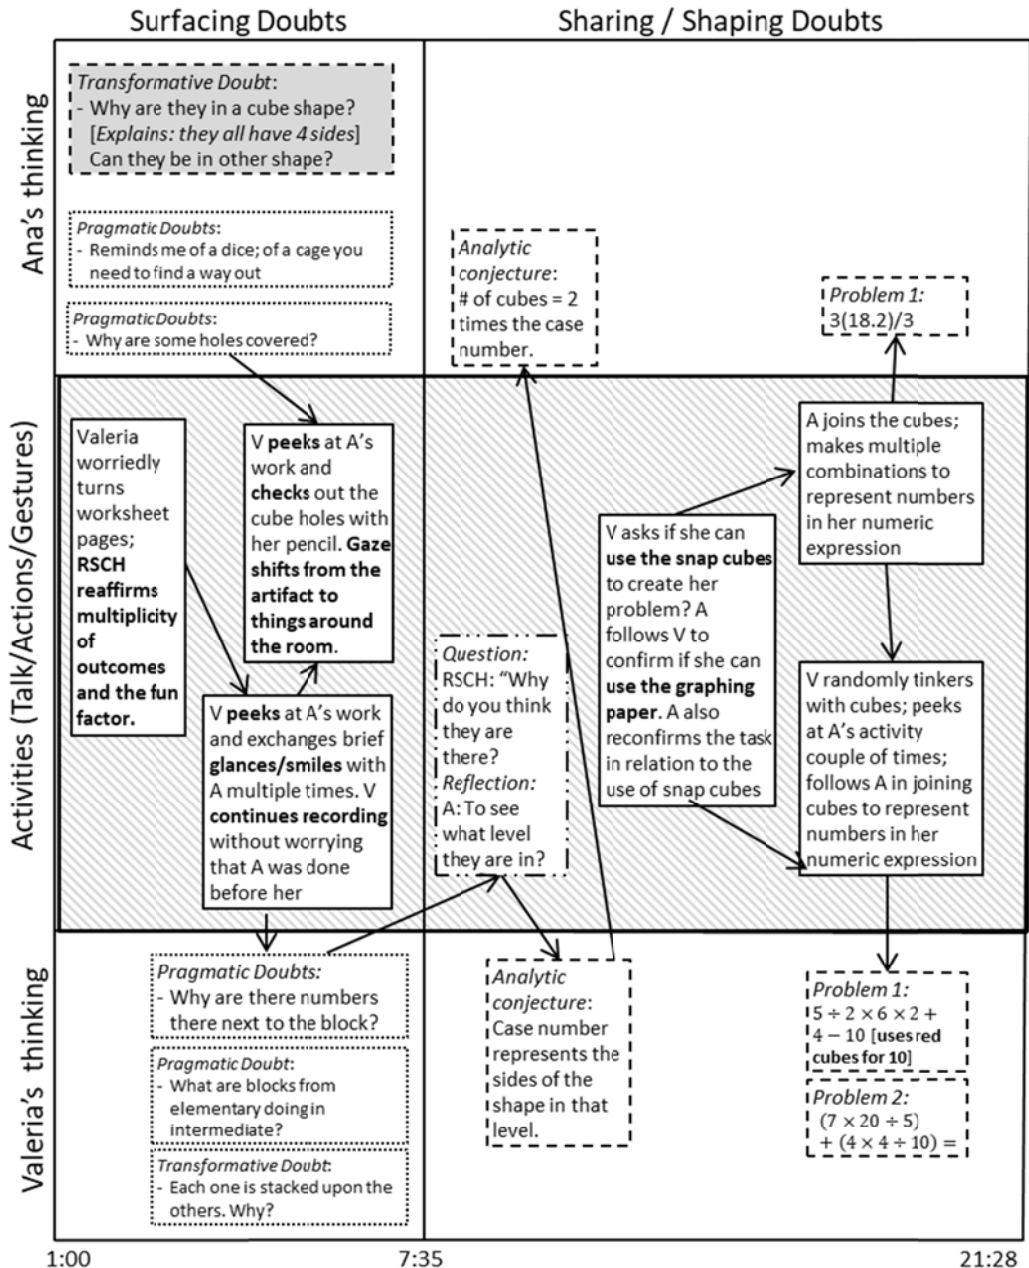 Surfacing Doubts
Sharing / Shaping Doubts
Ana's thinking
Transformative Doubt:
- Why are they in a cube shape?
[Explains: they all have 4 sides]
Can they be in other shape?
Pragmatic Doubts:
- Reminds me of a dice; of a cage you
need to find a way out
PragmaticDoubts:
- Why are some holes covered?
Analytic
conjecture:
# of cubes = 2
times the case
number.
Problem 1:
3(18.2)/3
Activities (Talk/Actions/Gestures)
Valeria
worriedly
turns
worksheet
pages;
RSCH
reaffirms
multiplicity
of
outcomes
and the fun
factor.
V peeks at A's
work and
checks out the
cube holes with
her pencil. Gaze
shifts from the
artifact to
things around
the room.
V peeks at A's work
and exchanges brief
glances/smiles with
A multiple times. V
continues recording
without worrying
that A was done
before her
Question:
RSCH: "Why
do you think
they are
there?
Reflection:
A: To see
what level
they are in?
V asks if she can
use the snap cubes
to create her
problem? A
follows V to
confirm if she can
use the graphing
paper. A also
reconfirms the task
in relation to the
use of snap cubes
A joins the cubes;
makes multiple
combinations to
represent numbers
in her numeric
expression
V randomly tinkers
with cubes; peeks
at A's activity
couple of times;
follows A in joining
cubes to represent
numbers in her
numeric expression
Valeria's thinking
Pragmatic Doubts:
- Why are there numbers
there next to the block?
Pragmatic Doubt:
- What are blocks from
elementary doing in
intermediate?
Transformative Doubt:
- Each one is stacked upon the
others. Why?
Analytic
conjecture:
Case number
represents the
sides of the
shape in that
level.
Problem 1:
5 ÷ 2 × 6 × 2 +
4 − 10 [uses red
cubes for 10]
Problem 2:
(7 × 20 ÷ 5)
+ (4 × 4 ÷ 10) =
1:00
7:35
21:28